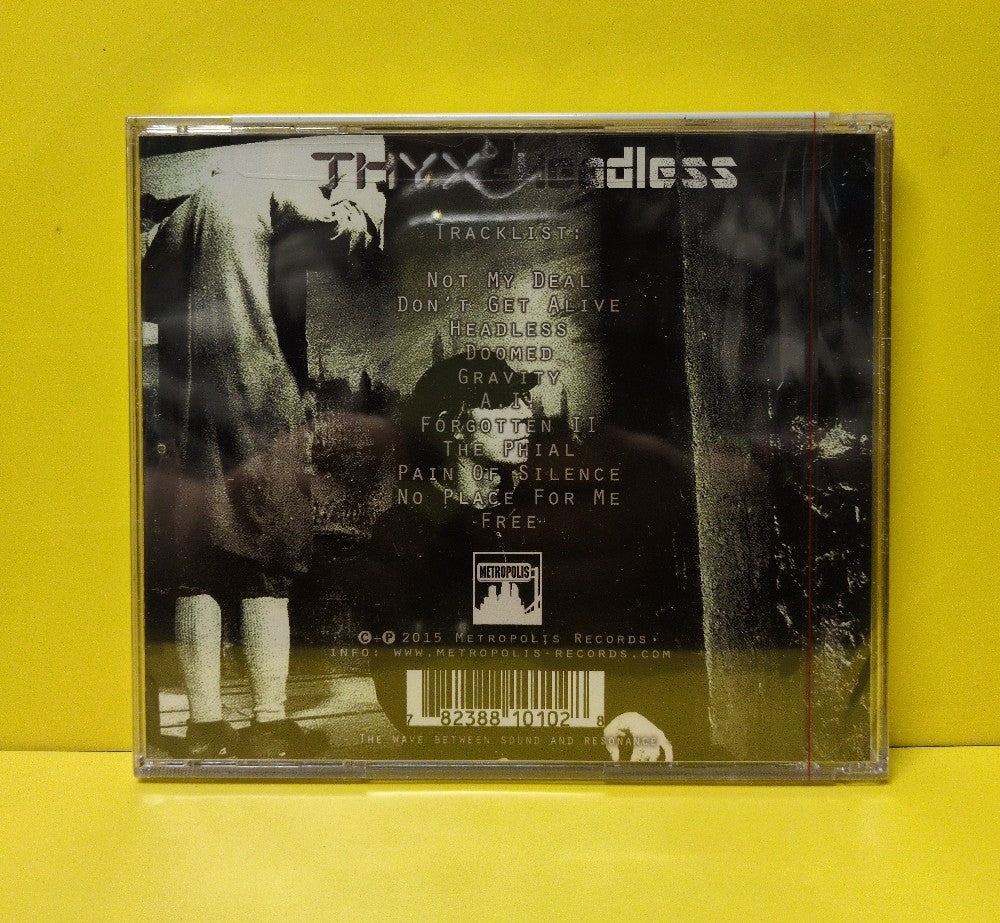 THYX - Headless
TRACKLIST:
NOT MY DEAL
DON'T GET ALIVE
HEADLESS
DOOMED
GRAVITY
A.I.
FORGOTTEN II
THE PHIAL
PAIN OF SILENCE
NO PLACE FOR ME
FREE
METROPOLIS
©+℗ 2015 METROPOLIS RECORDS.
INFO: WWW.METROPOLIS-RECORDS.COM
7 82388 10102 8
THE WAVE BETWEEN SOUND AND RESONANCE